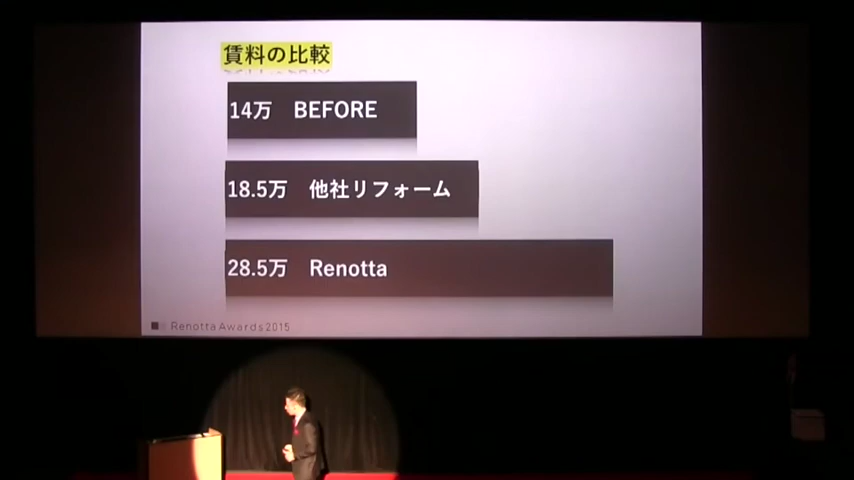 賃料の比較
14万 BEFORE
18.5万 他社リフォーム
28.5万 Renotta
Renotta Awards 2015